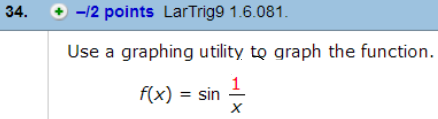 34. + –/2 points LarTrig9 1.6.081.
Use a graphing utility to graph the function.
f(x) = sin 1/x